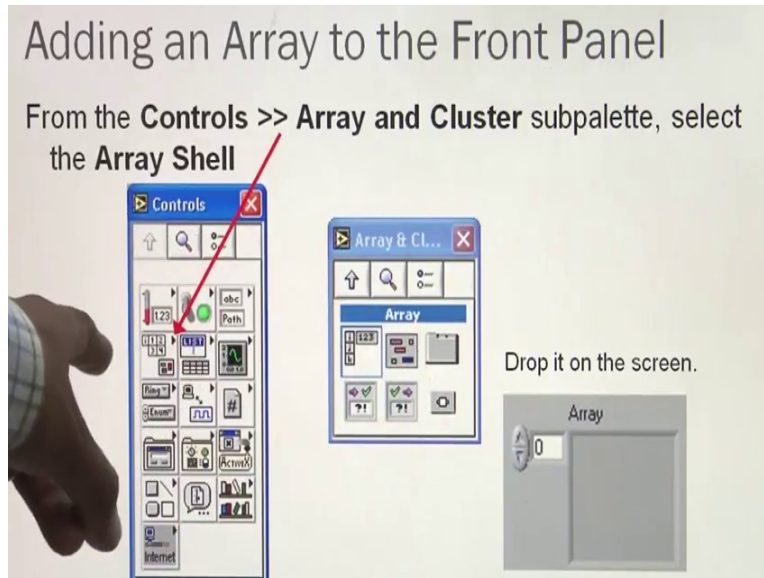 Adding an Array to the Front Panel
From the Controls >> Array and Cluster subpalette, select
the Array Shell
Controls
123
abc
Path
LIST
Ring
Enum
#
ActiveX
Internet
Array & Cl...
Array
123
?!
?!
Drop it on the screen.
Array
0